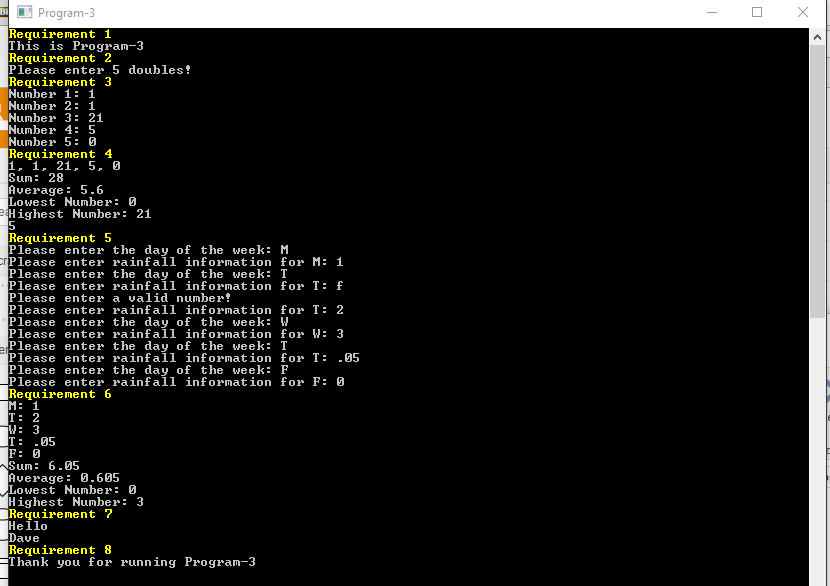 Program-3
Requirement 1
This is Program-3
Requirement 2
Please enter 5 doubles!
Requirement 3
Number 1: 1
Number 2: 1
Number 3: 21
Number 4: 5
Number 5: 0
Requirement 4
1, 1, 21, 5, 0
Sum: 28
Average: 5.6
Lowest Number: 0
Highest Number: 21
5
Requirement 5
Please enter the day of the week: M
Please enter rainfall information for M: 1
Please enter the day of the week: T
Please enter rainfall information for T: f
Please enter a valid number!
Please enter rainfall information for T: 2
Please enter the day of the week: W
Please enter rainfall information for W: 3
Please enter the day of the week: T
Please enter rainfall information for T: .05
Please enter the day of the week: F
Please enter rainfall information for F: 0
Requirement 6
M: 1
T: 2
W: 3
T: .05
F: 0
Sum: 6.05
Average: 0.605
Lowest Number: 0
Highest Number: 3
Requirement 7
Hello
Dave
Requirement 8
Thank you for running Program-3